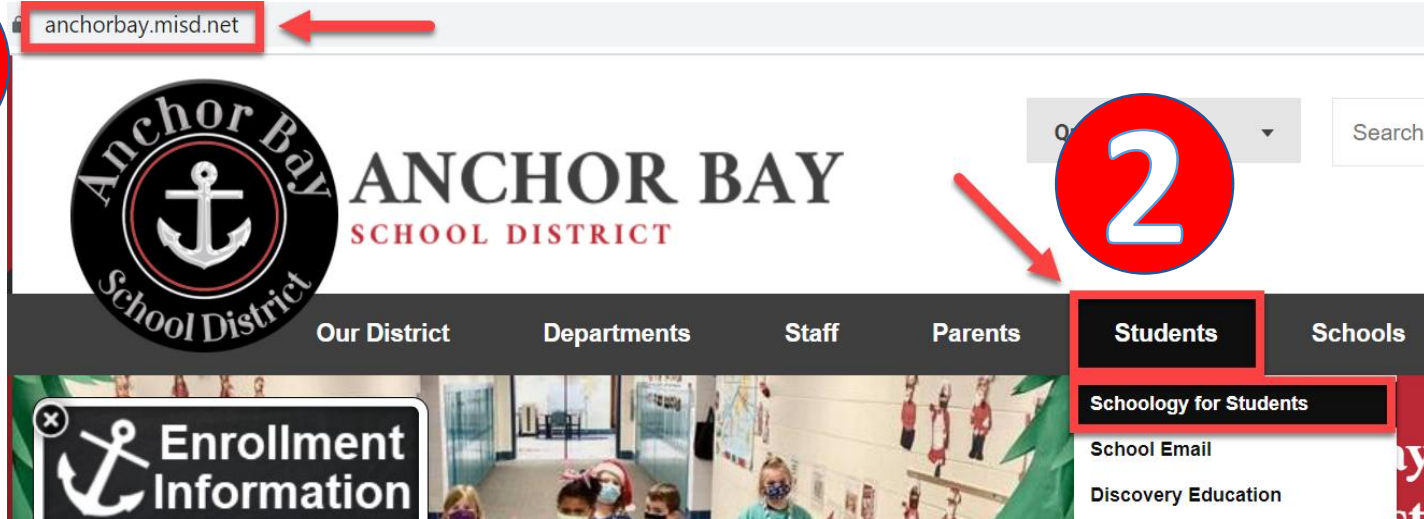 anchorbay.misd.net
Anchor Bay
School District
ANCHOR BAY
SCHOOL DISTRICT
Search
2
Our District
Departments
Staff
Parents
Students
Schools
Schoology for Students
School Email
Discovery Education
Enrollment
Information